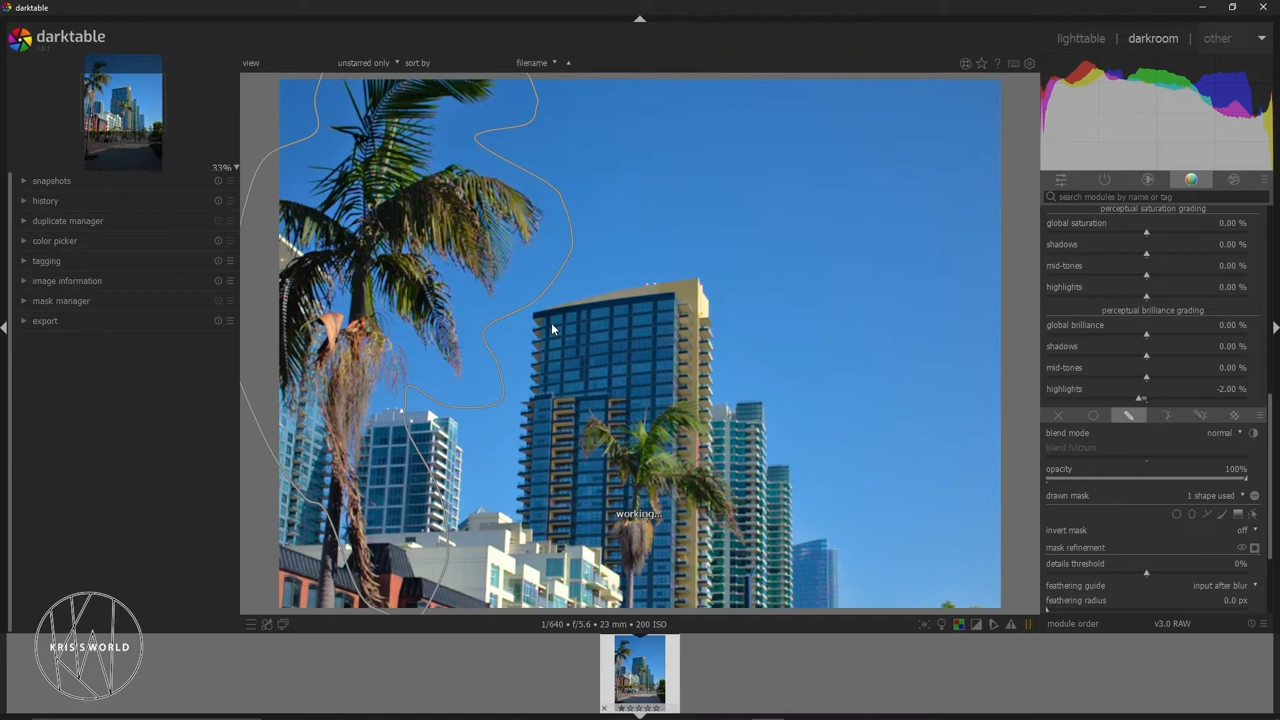 darktable
darktable
3.8.1
view unstarred only sort by filename
lighttable | darkroom | other
33%
snapshots
history
duplicate manager
color picker
tagging
image information
mask manager
export
search modules by name or tag
perceptual saturation grading
global saturation 0.00 %
shadows 0.00 %
mid-tones 0.00 %
highlights 0.00 %
perceptual brilliance grading
global brilliance 0.00 %
shadows 0.00 %
mid-tones 0.00 %
highlights -2.00 %
blend mode normal
blend fulcrum
opacity 100%
drawn mask 1 shape used
invert mask off
mask refinement
details threshold 0%
feathering guide input after blur
feathering radius 0.0 px
working...
1/640 • f/5.6 • 23 mm • 200 ISO
module order v3.0 RAW
KRIS'S WORLD